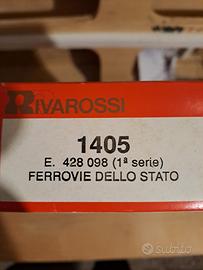 RIVAROSSI
1405
E. 428 098 (1ª serie)
FERROVIE DELLO STATO
subito